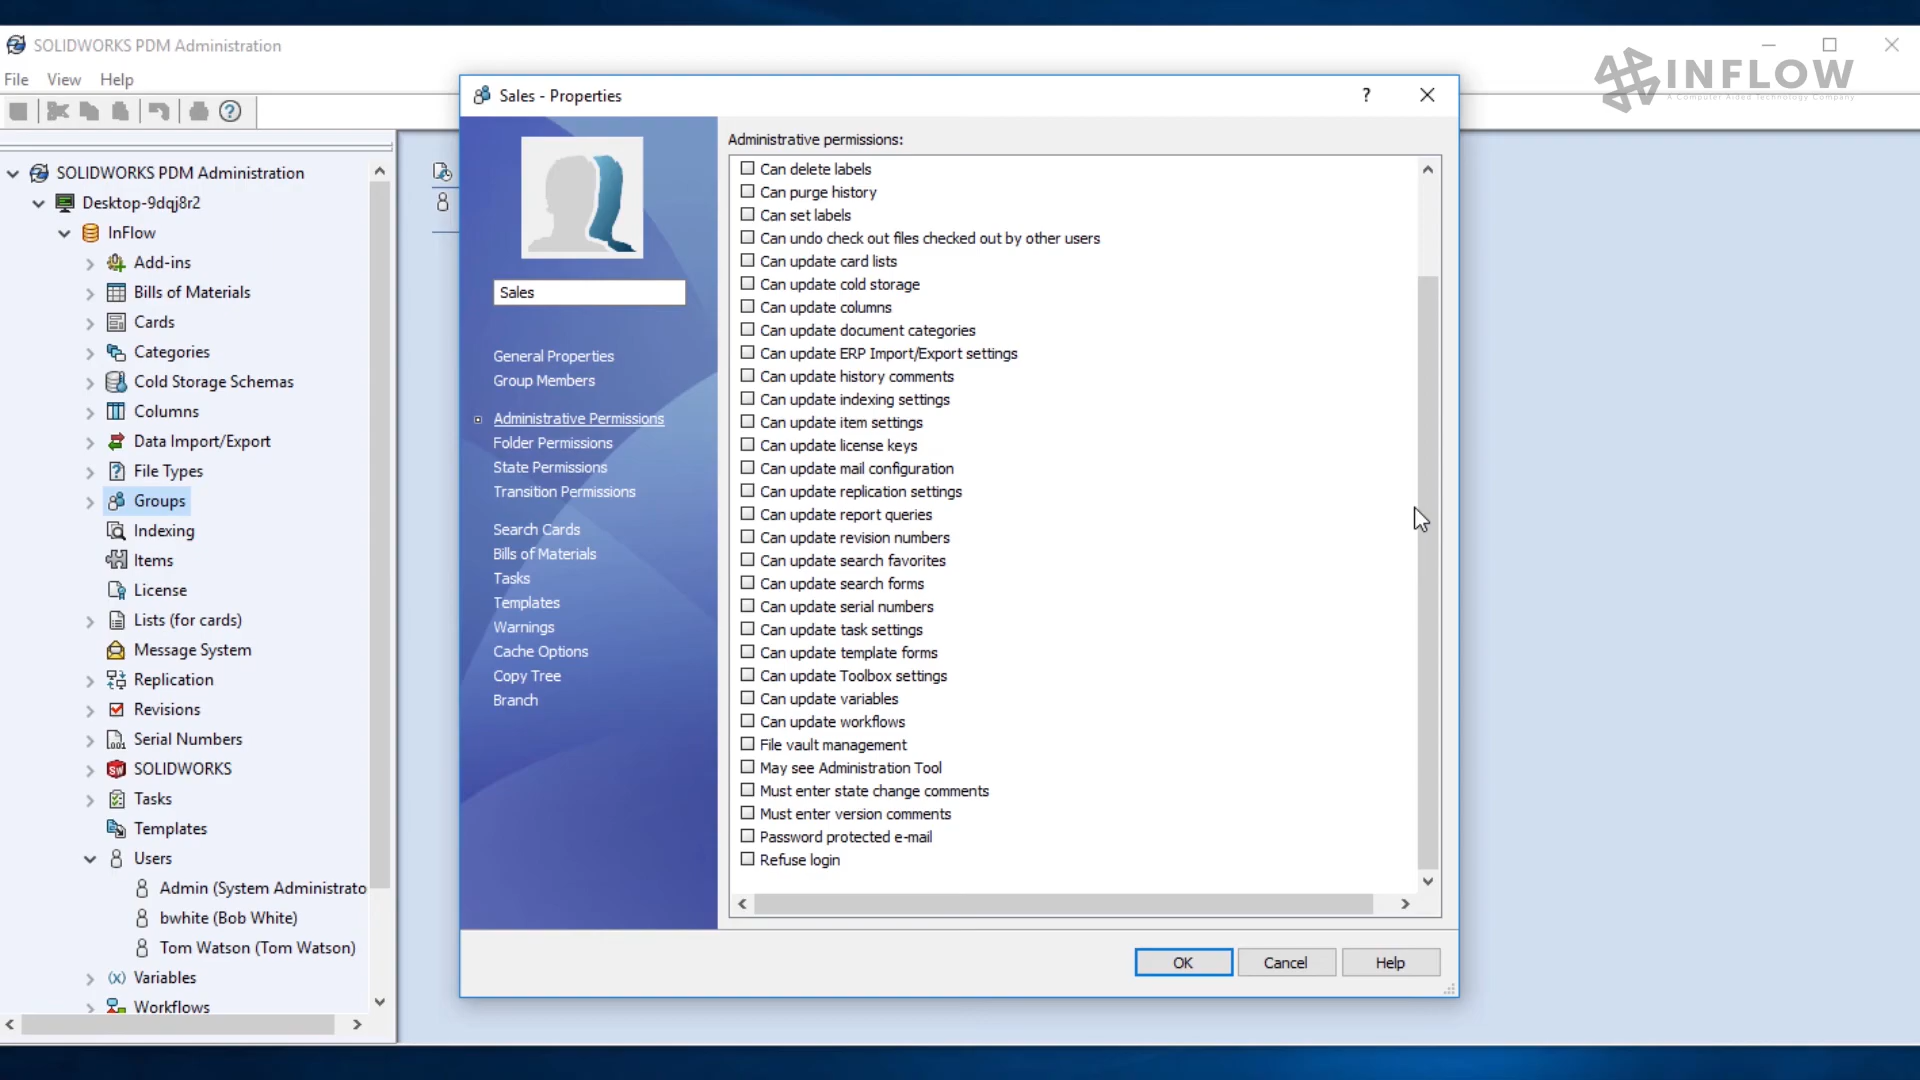 SOLIDWORKS PDM Administration
File View Help
INFLOW
A Computer Aided Technology Company
SOLIDWORKS PDM Administration
Desktop-9dqj8r2
InFlow
Add-ins
Bills of Materials
Cards
Categories
Cold Storage Schemas
Columns
Data Import/Export
File Types
Groups
Indexing
Items
License
Lists (for cards)
Message System
Replication
Revisions
Serial Numbers
SOLIDWORKS
Tasks
Templates
Users
Admin (System Administrato
bwhite (Bob White)
Tom Watson (Tom Watson)
Variables
Workflows
Sales - Properties
Sales
General Properties
Group Members
Administrative Permissions
Folder Permissions
State Permissions
Transition Permissions
Search Cards
Bills of Materials
Tasks
Templates
Warnings
Cache Options
Copy Tree
Branch
Administrative permissions:
Can delete labels
Can purge history
Can set labels
Can undo check out files checked out by other users
Can update card lists
Can update cold storage
Can update columns
Can update document categories
Can update ERP Import/Export settings
Can update history comments
Can update indexing settings
Can update item settings
Can update license keys
Can update mail configuration
Can update replication settings
Can update report queries
Can update revision numbers
Can update search favorites
Can update search forms
Can update serial numbers
Can update task settings
Can update template forms
Can update Toolbox settings
Can update variables
Can update workflows
File vault management
May see Administration Tool
Must enter state change comments
Must enter version comments
Password protected e-mail
Refuse login
OK Cancel Help